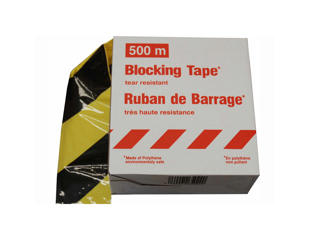 500 m
Blocking Tape*
tear resistant
Ruban de Barrage*
très haute resistance
*Made of Polythene
environmentally safe
*En polythène
non polluant